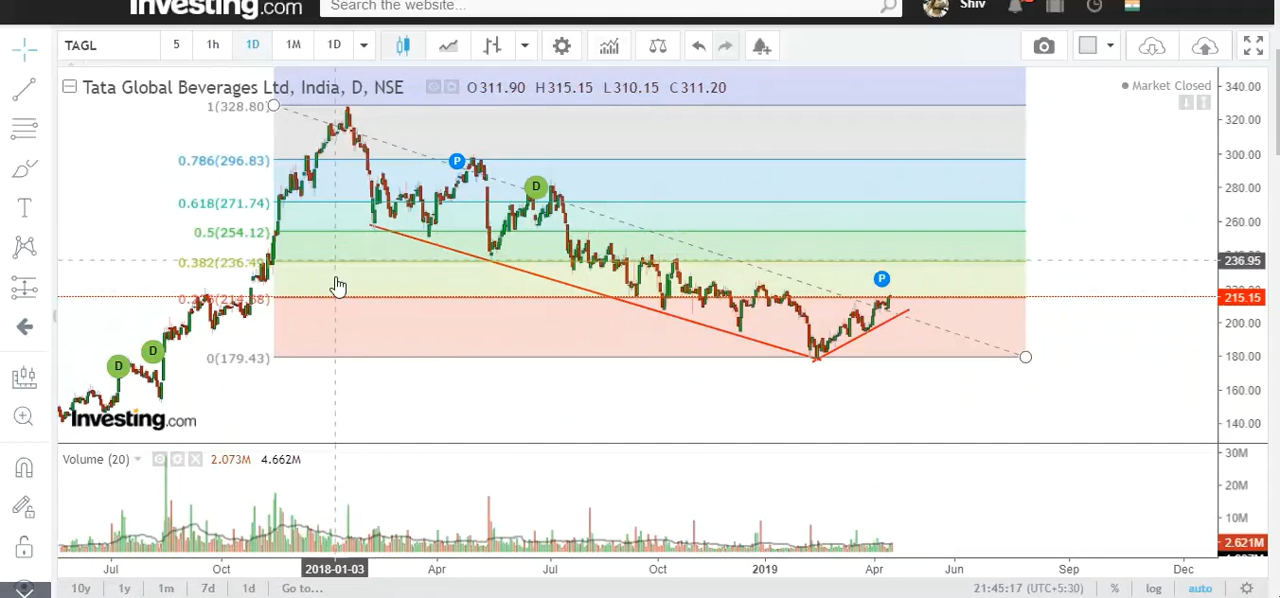 Investing.com
Search the website...
Shiv
TAGL
5
1h
1D
1M
1D
Tata Global Beverages Ltd, India, D, NSE
O311.90 H315.15 L310.15 C311.20
Market Closed
1(328.80)
0.786(296.83)
0.618(271.74)
0.5(254.12)
0.382(236.49)
0(179.43)
P
D
P
D
D
340.00
320.00
300.00
280.00
260.00
236.95
215.15
200.00
180.00
160.00
140.00
Investing.com
Volume (20)
2.073M 4.662M
30M
20M
10M
2.621M
Jul
Oct
2018-01-03
Apr
Jul
Oct
2019
Apr
Jun
Sep
Dec
10y
1y
1m
7d
1d
Go to...
21:45:17 (UTC+5:30)
%
log
auto